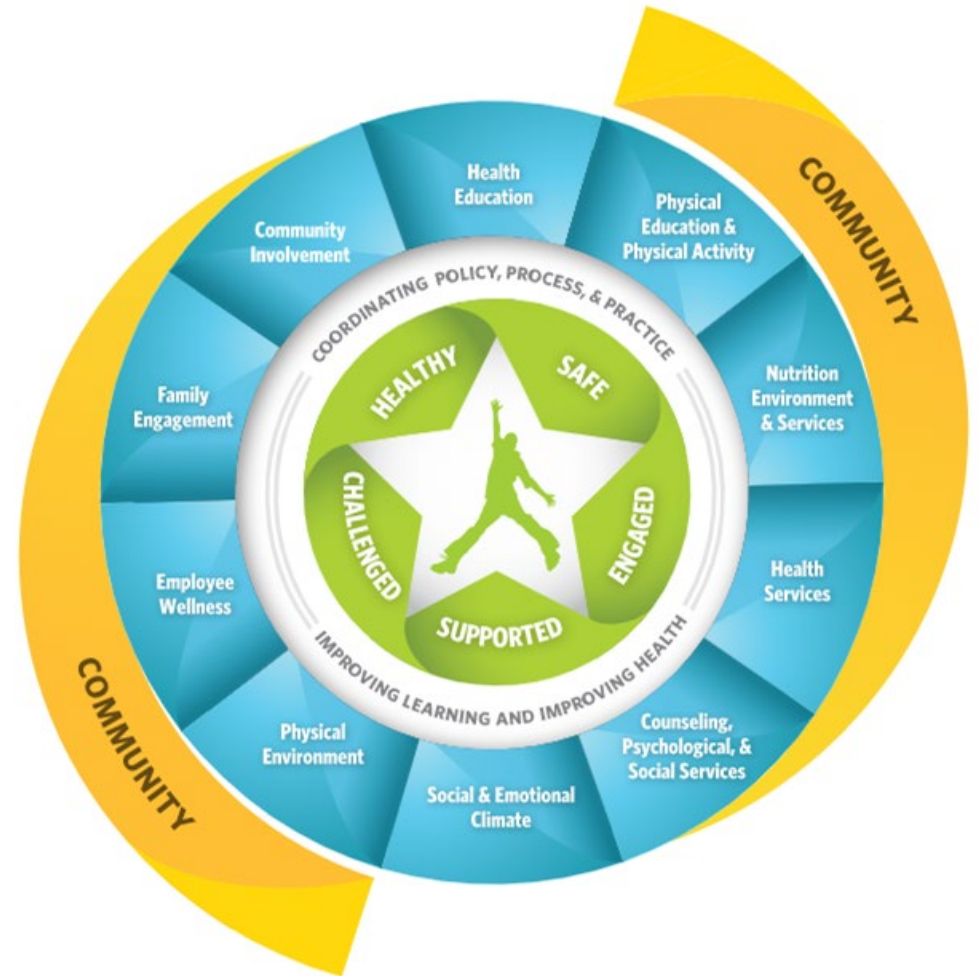 COMMUNITY
Health
Education
Physical
Education &
Physical Activity
Nutrition
Environment
& Services
Health
Services
Counseling,
Psychological, &
Social Services
Social & Emotional
Climate
Physical
Environment
Employee
Wellness
Family
Engagement
Community
Involvement
COORDINATING POLICY, PROCESS, & PRACTICE
IMPROVING LEARNING AND IMPROVING HEALTH
HEALTHY
SAFE
ENGAGED
SUPPORTED
CHALLENGED
COMMUNITY